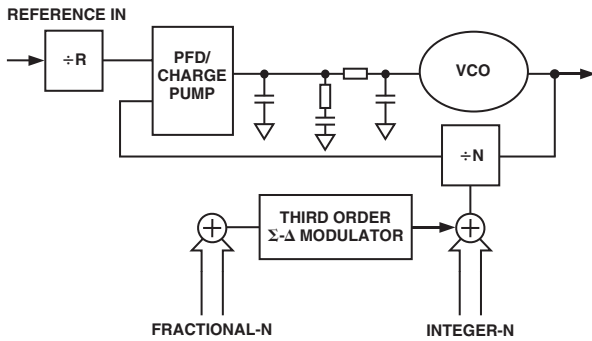 REFERENCE IN
÷R
PFD/
CHARGE
PUMP
VCO
÷N
THIRD ORDER
Σ-Δ MODULATOR
+
+
FRACTIONAL-N
INTEGER-N